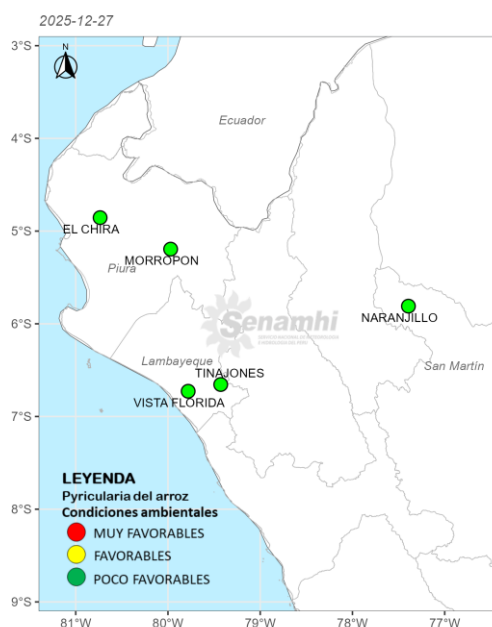 2025-12-27
3°S
N
Ecuador
4°S
EL CHIRA
5°S
MORROPON
Piura
NARANJILLO
6°S
Senamhi
Lambayeque
TINAJONES
San Martín
VISTA FLORIDA
7°S
LEYENDA
Pyricularia del arroz
Condiciones ambientales
8°S
MUY FAVORABLES
FAVORABLES
POCO FAVORABLES
9°S
81°W
80°W
79°W
78°W
77°W